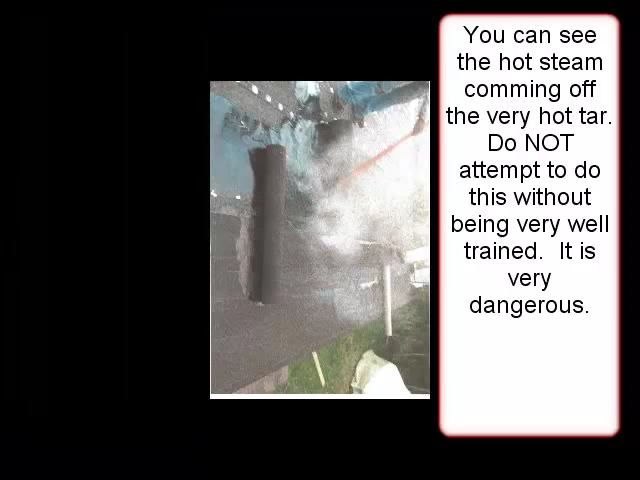 You can see
the hot steam
comming off
the very hot tar.
Do NOT
attempt to do
this without
being very well
trained.  It is
very
dangerous.